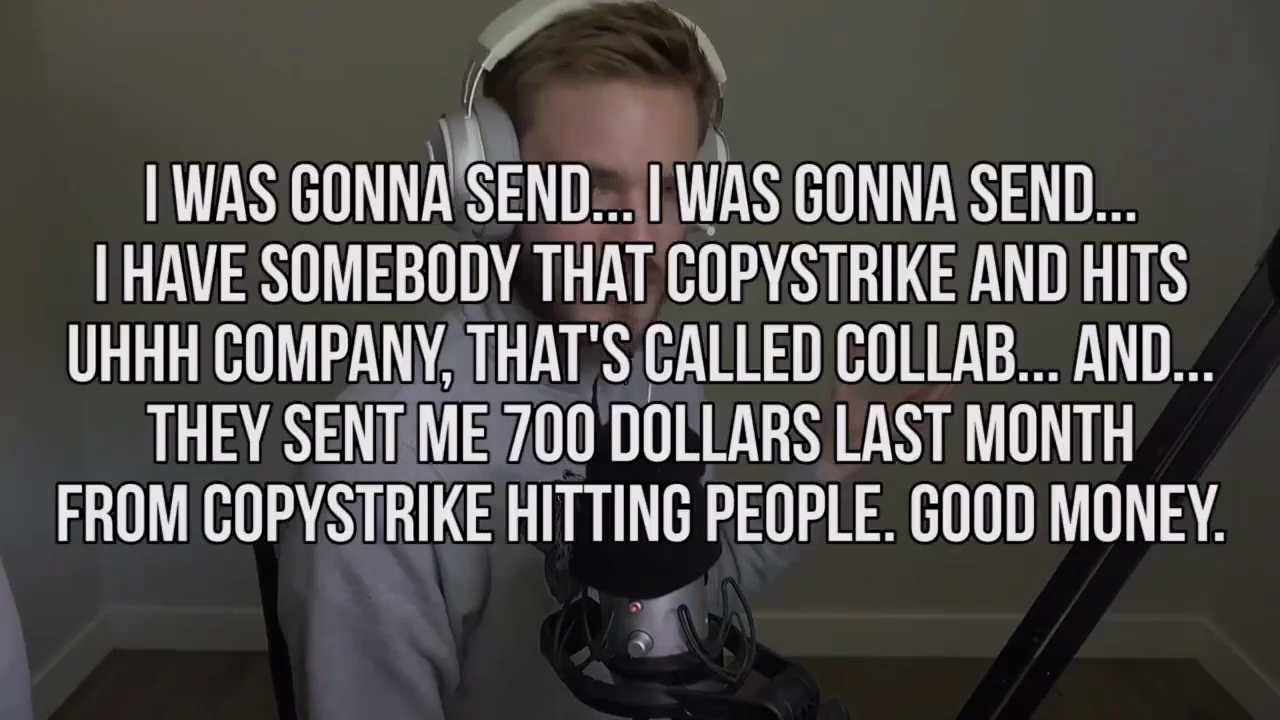 I WAS GONNA SEND... I WAS GONNA SEND...
I HAVE SOMEBODY THAT COPYSTRIKE AND HITS
UHHH COMPANY, THAT'S CALLED COLLAB... AND...
THEY SENT ME 700 DOLLARS LAST MONTH
FROM COPYSTRIKE HITTING PEOPLE. GOOD MONEY.